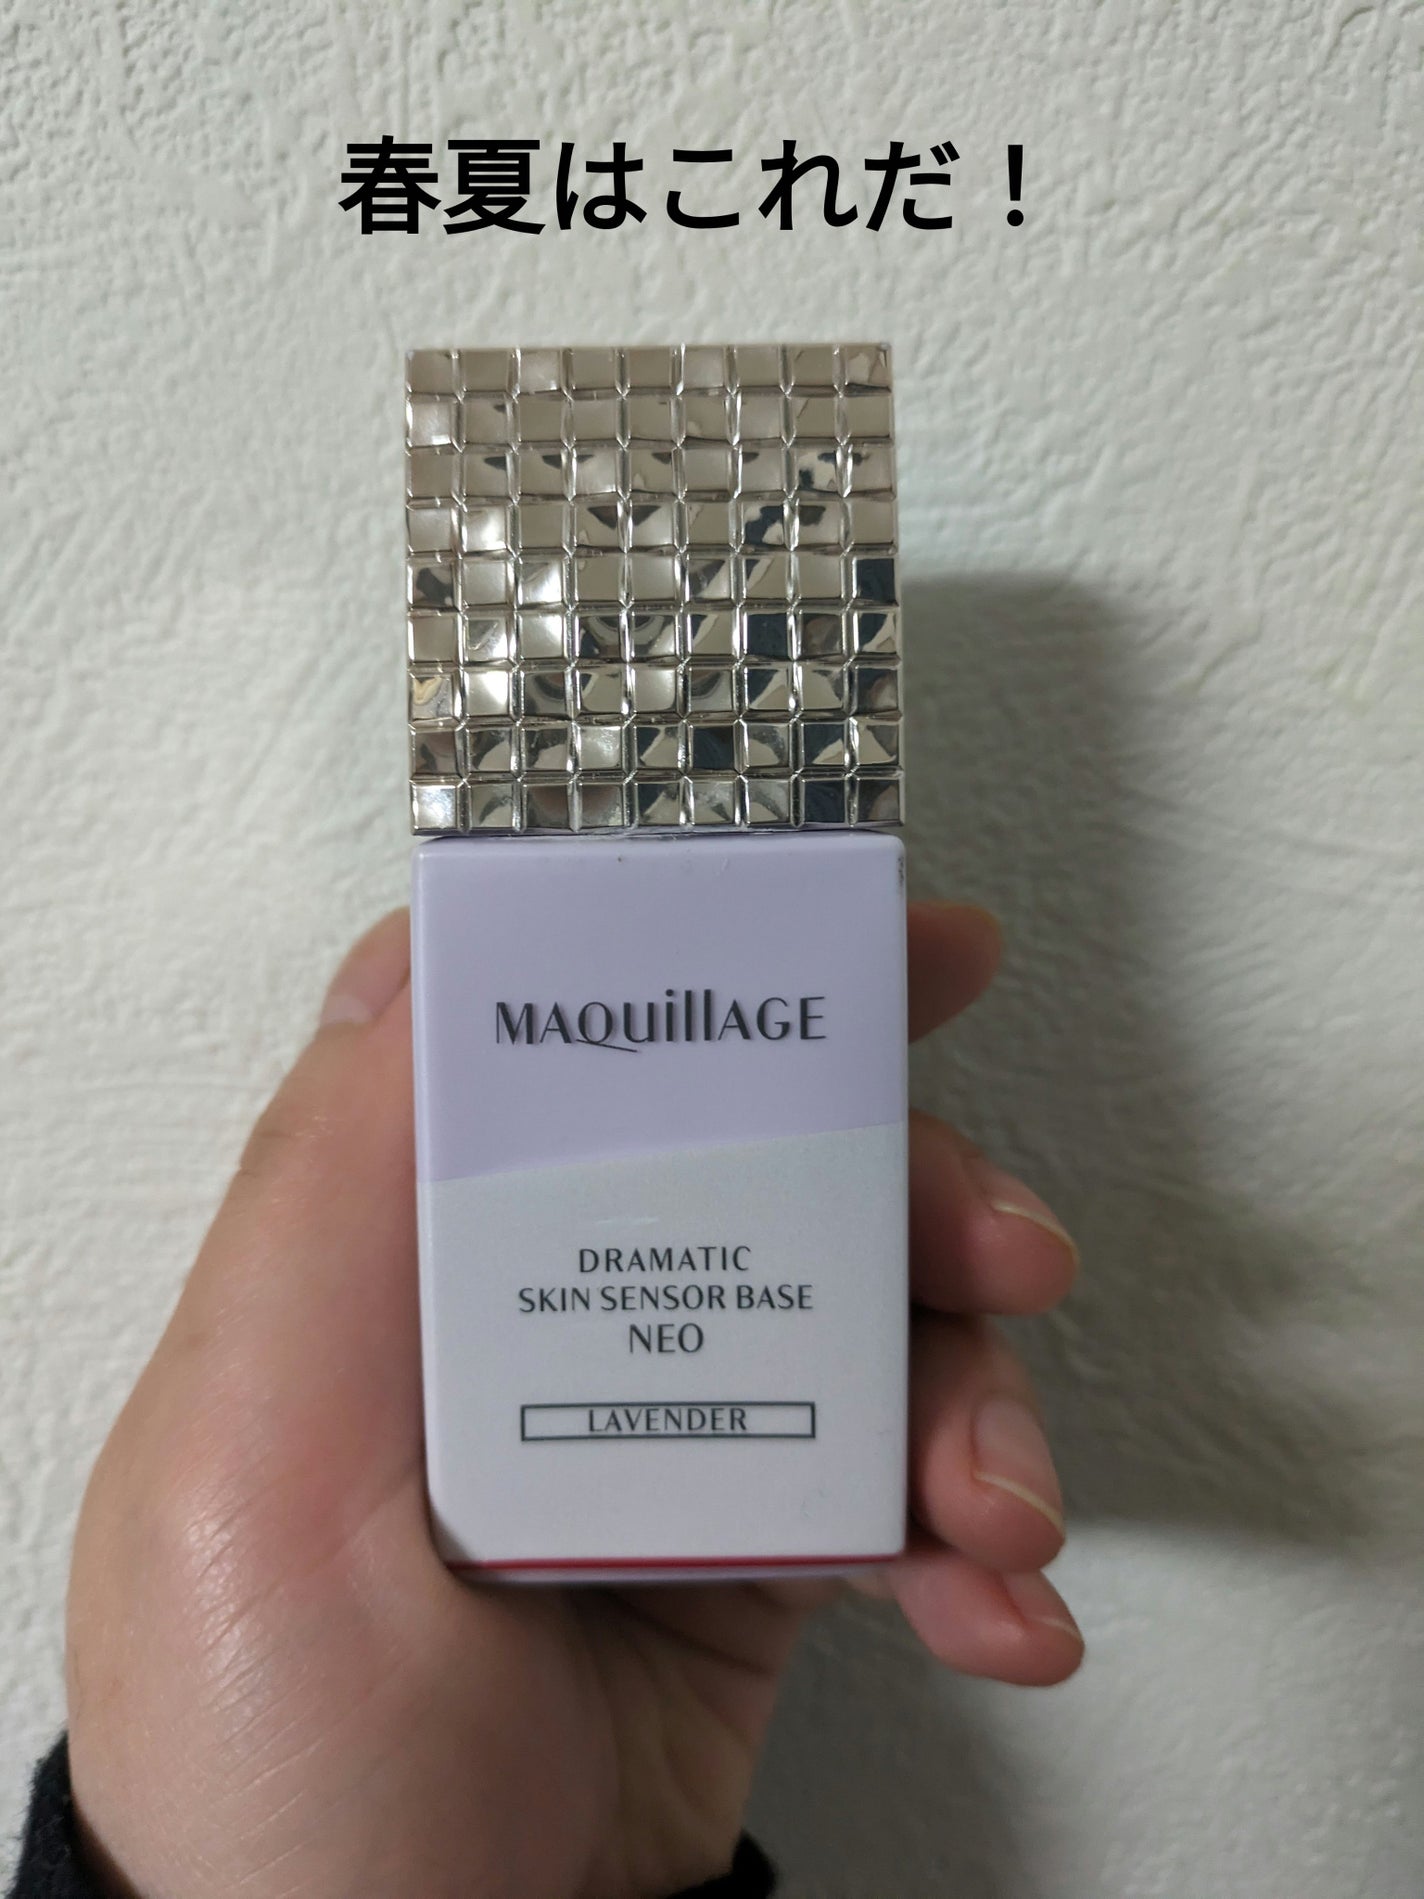 春夏はこれだ！
MAQuillAGE
DRAMATIC
SKIN SENSOR BASE
NEO
LAVENDER